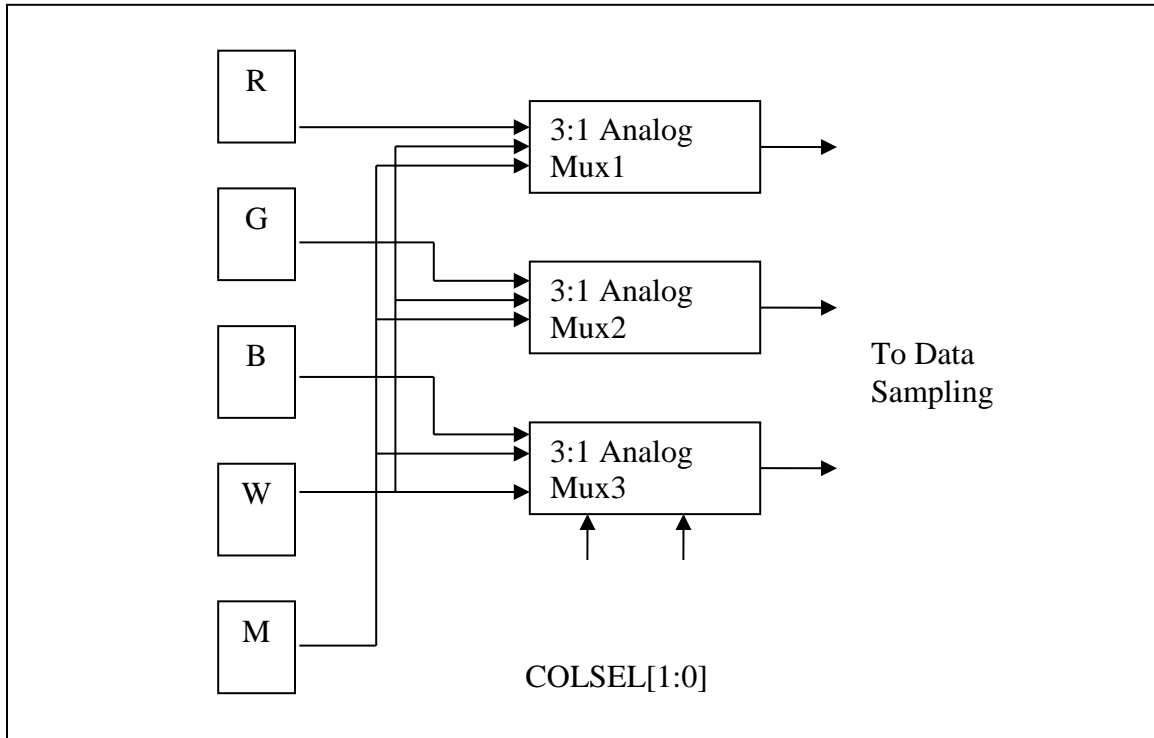 R
3:1 Analog
Mux1
G
3:1 Analog
Mux2
B
To Data
Sampling
3:1 Analog
Mux3
W
M
COLSEL[1:0]